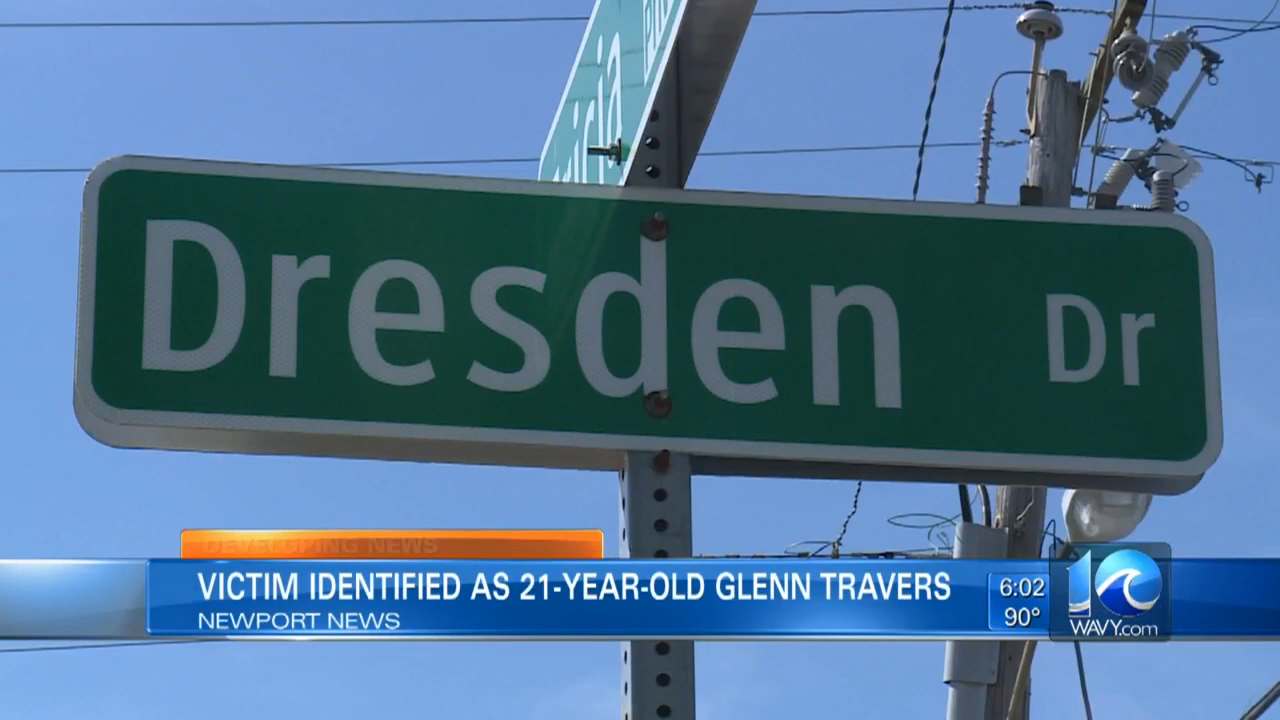 Dresden Dr
DEVELOPING NEWS
VICTIM IDENTIFIED AS 21-YEAR-OLD GLENN TRAVERS
NEWPORT NEWS
6:02
90°
10
WAVY.com